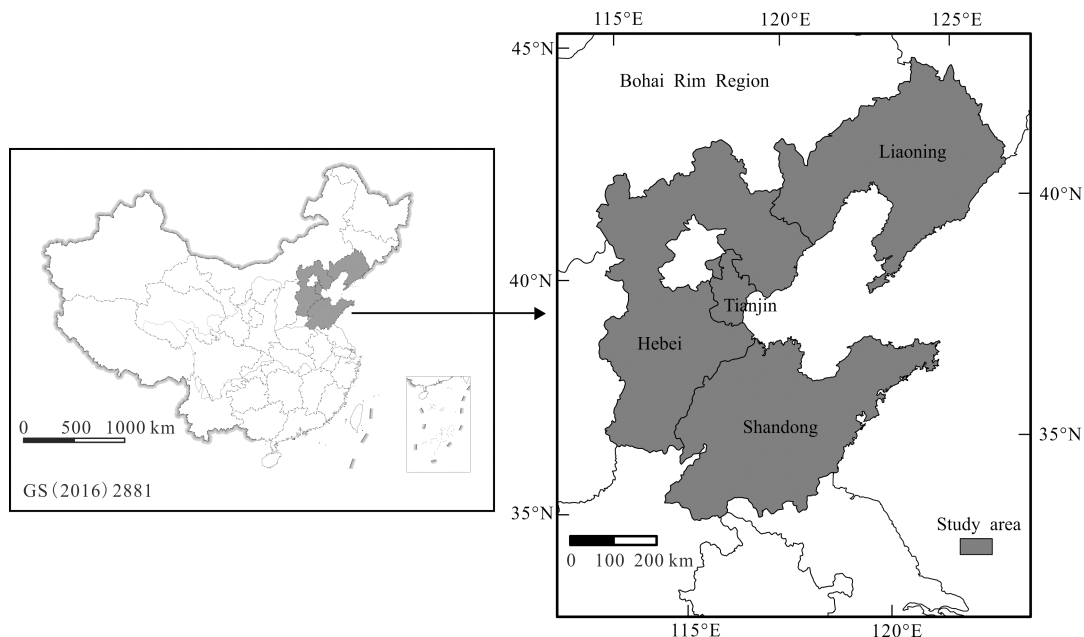 115°E 120°E 125°E
45°N
Bohai Rim Region
Liaoning
40°N
40°N
Tianjin
Hebei
Shandong
35°N
35°N
Study area
0 100 200 km
115°E 120°E
0 500 1000 km
GS(2016)2881